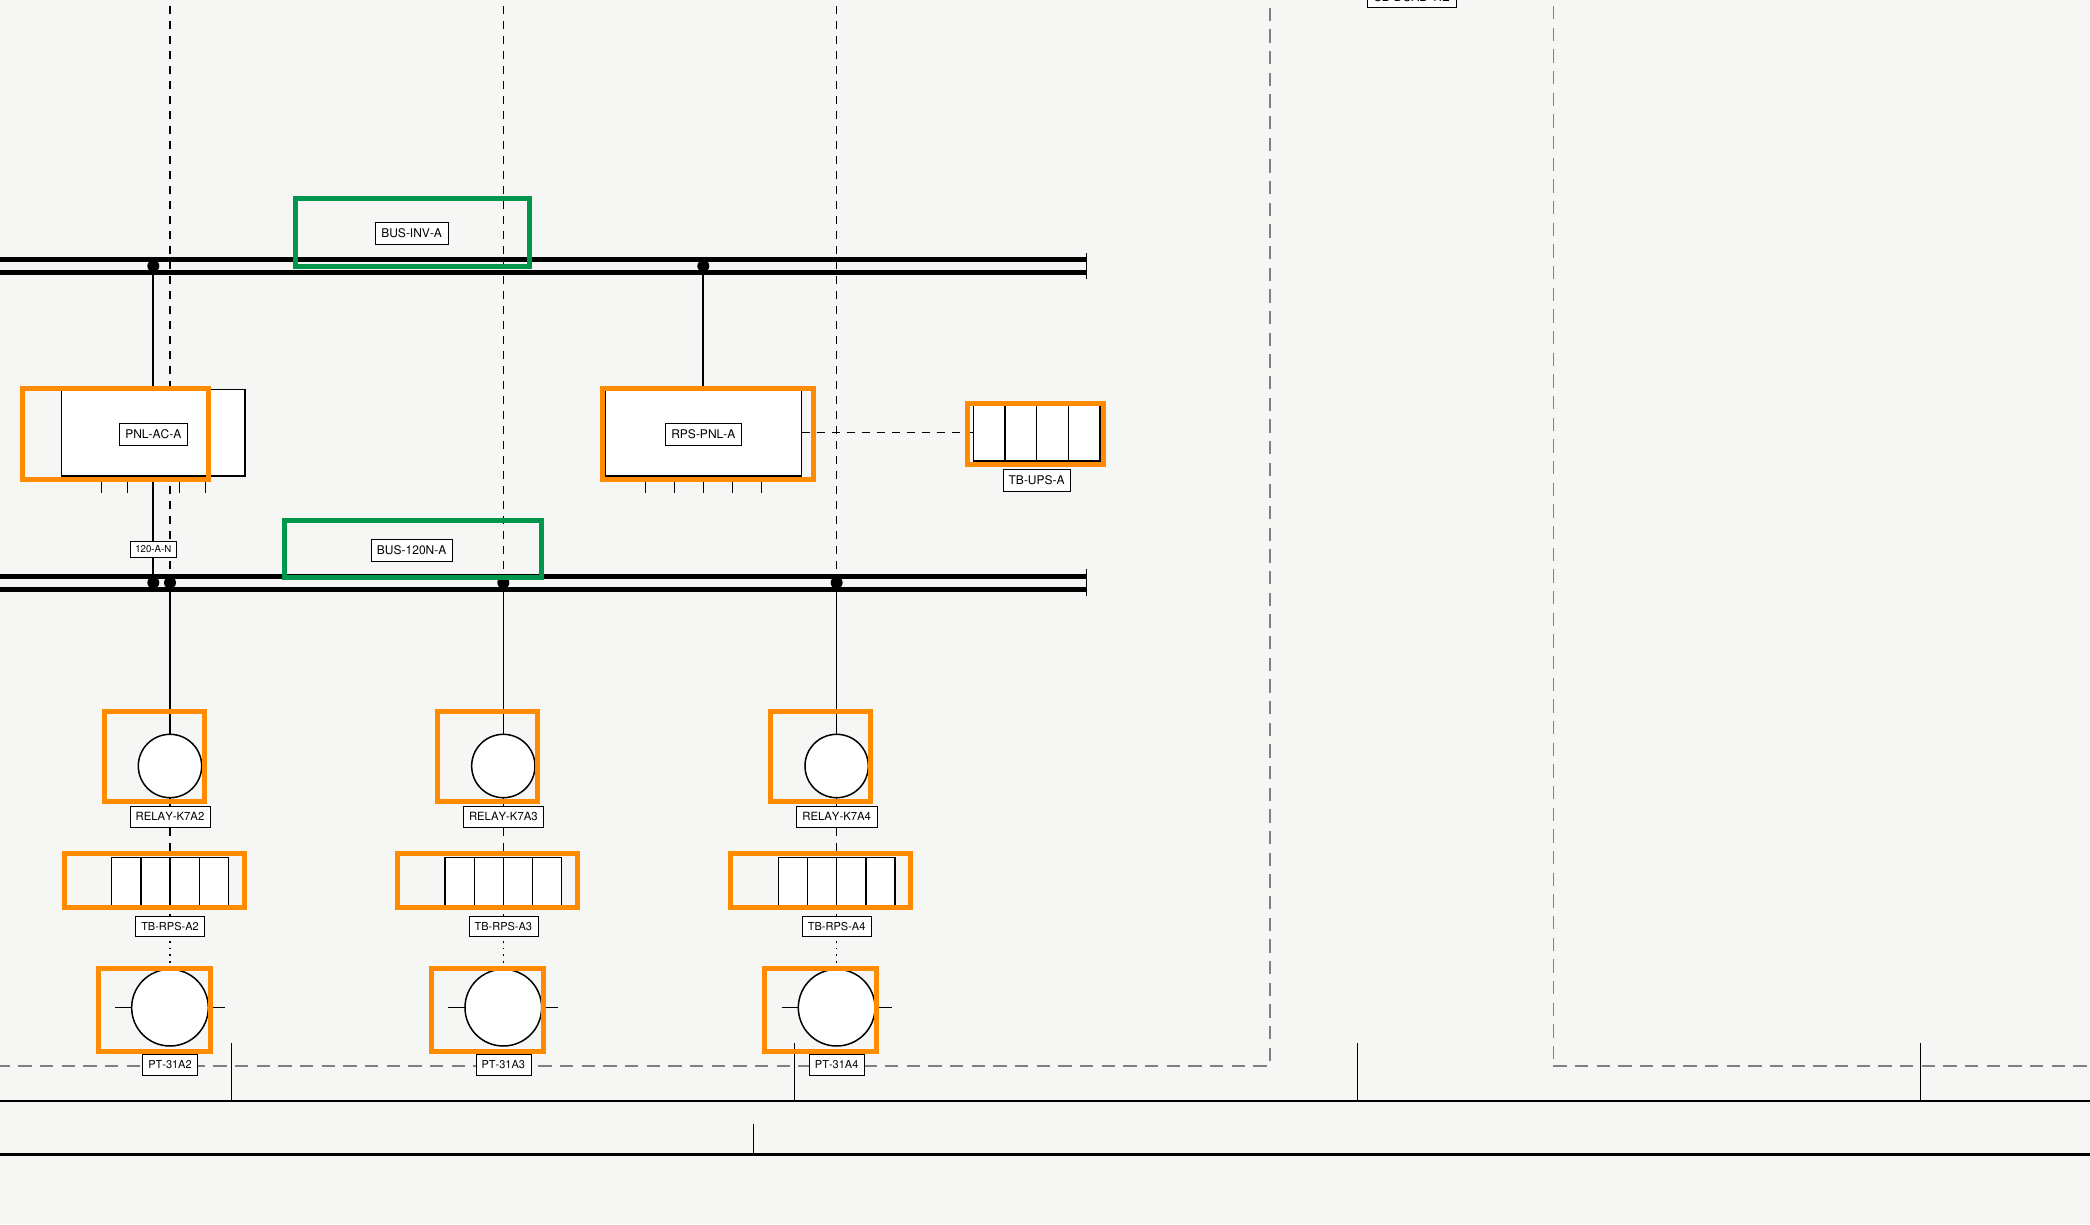 BUS-INV-A
PNL-AC-A
RPS-PNL-A
TB-UPS-A
120-A-N
BUS-120N-A
RELAY-K7A2
RELAY-K7A3
RELAY-K7A4
TB-RPS-A2
TB-RPS-A3
TB-RPS-A4
PT-31A2
PT-31A3
PT-31A4